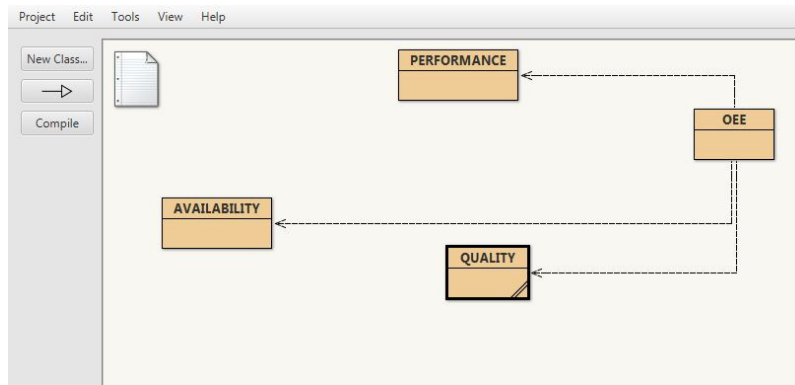 Project Edit Tools View Help
New Class...
Compile
PERFORMANCE
OEE
AVAILABILITY
QUALITY